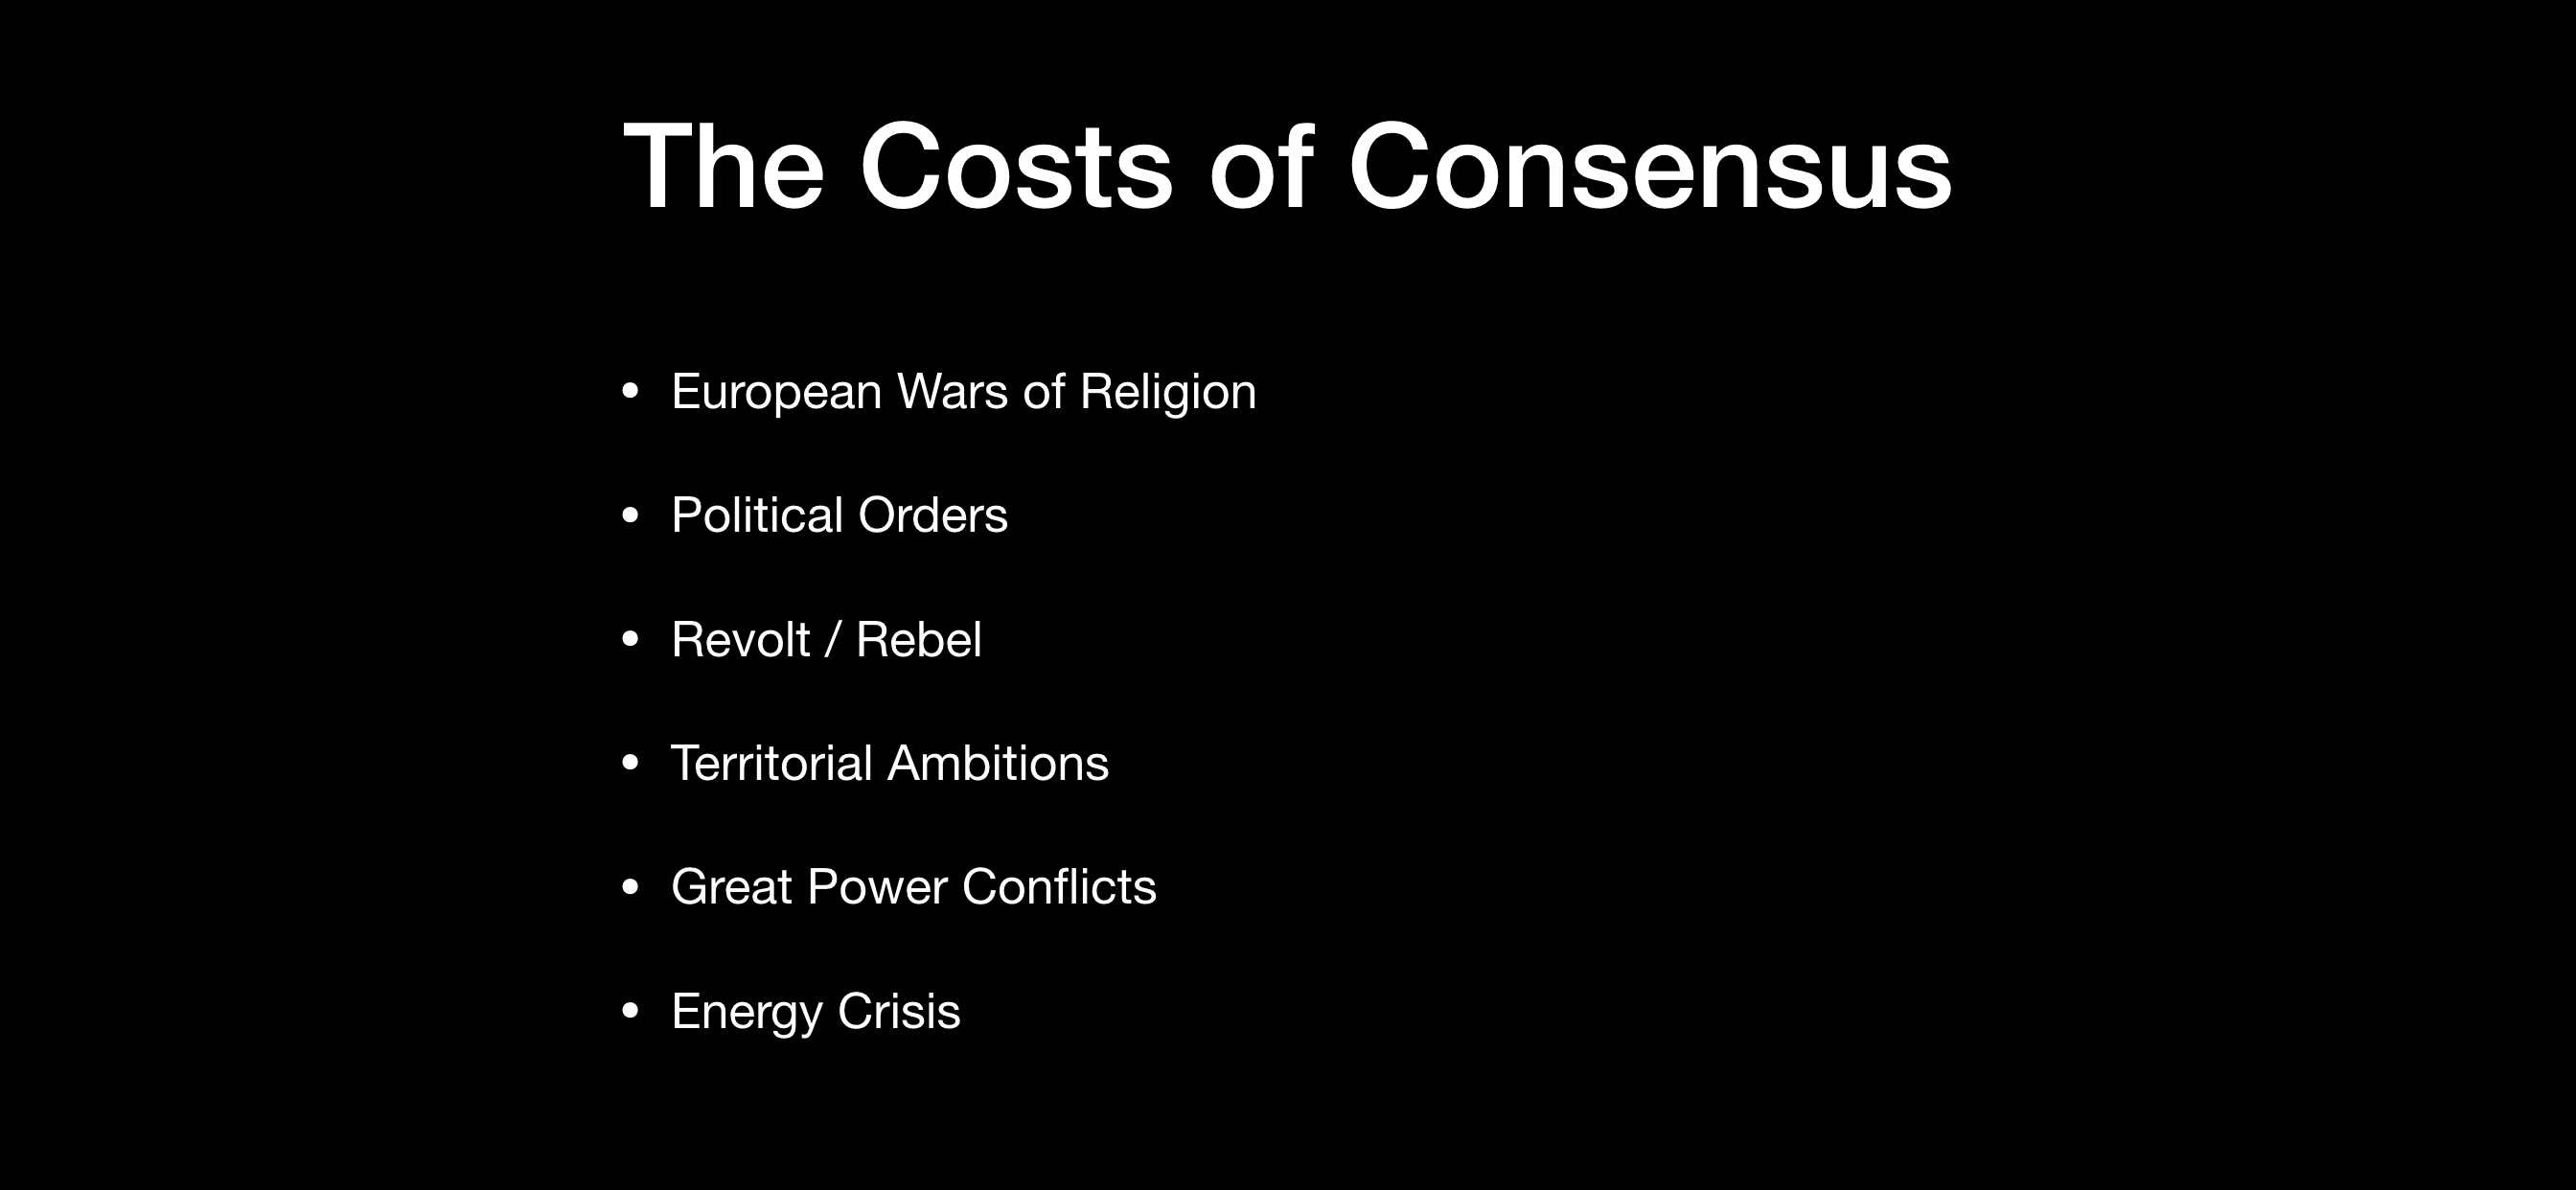 The Costs of Consensus
• European Wars of Religion
• Political Orders
• Revolt / Rebel
• Territorial Ambitions
• Great Power Conflicts
• Energy Crisis